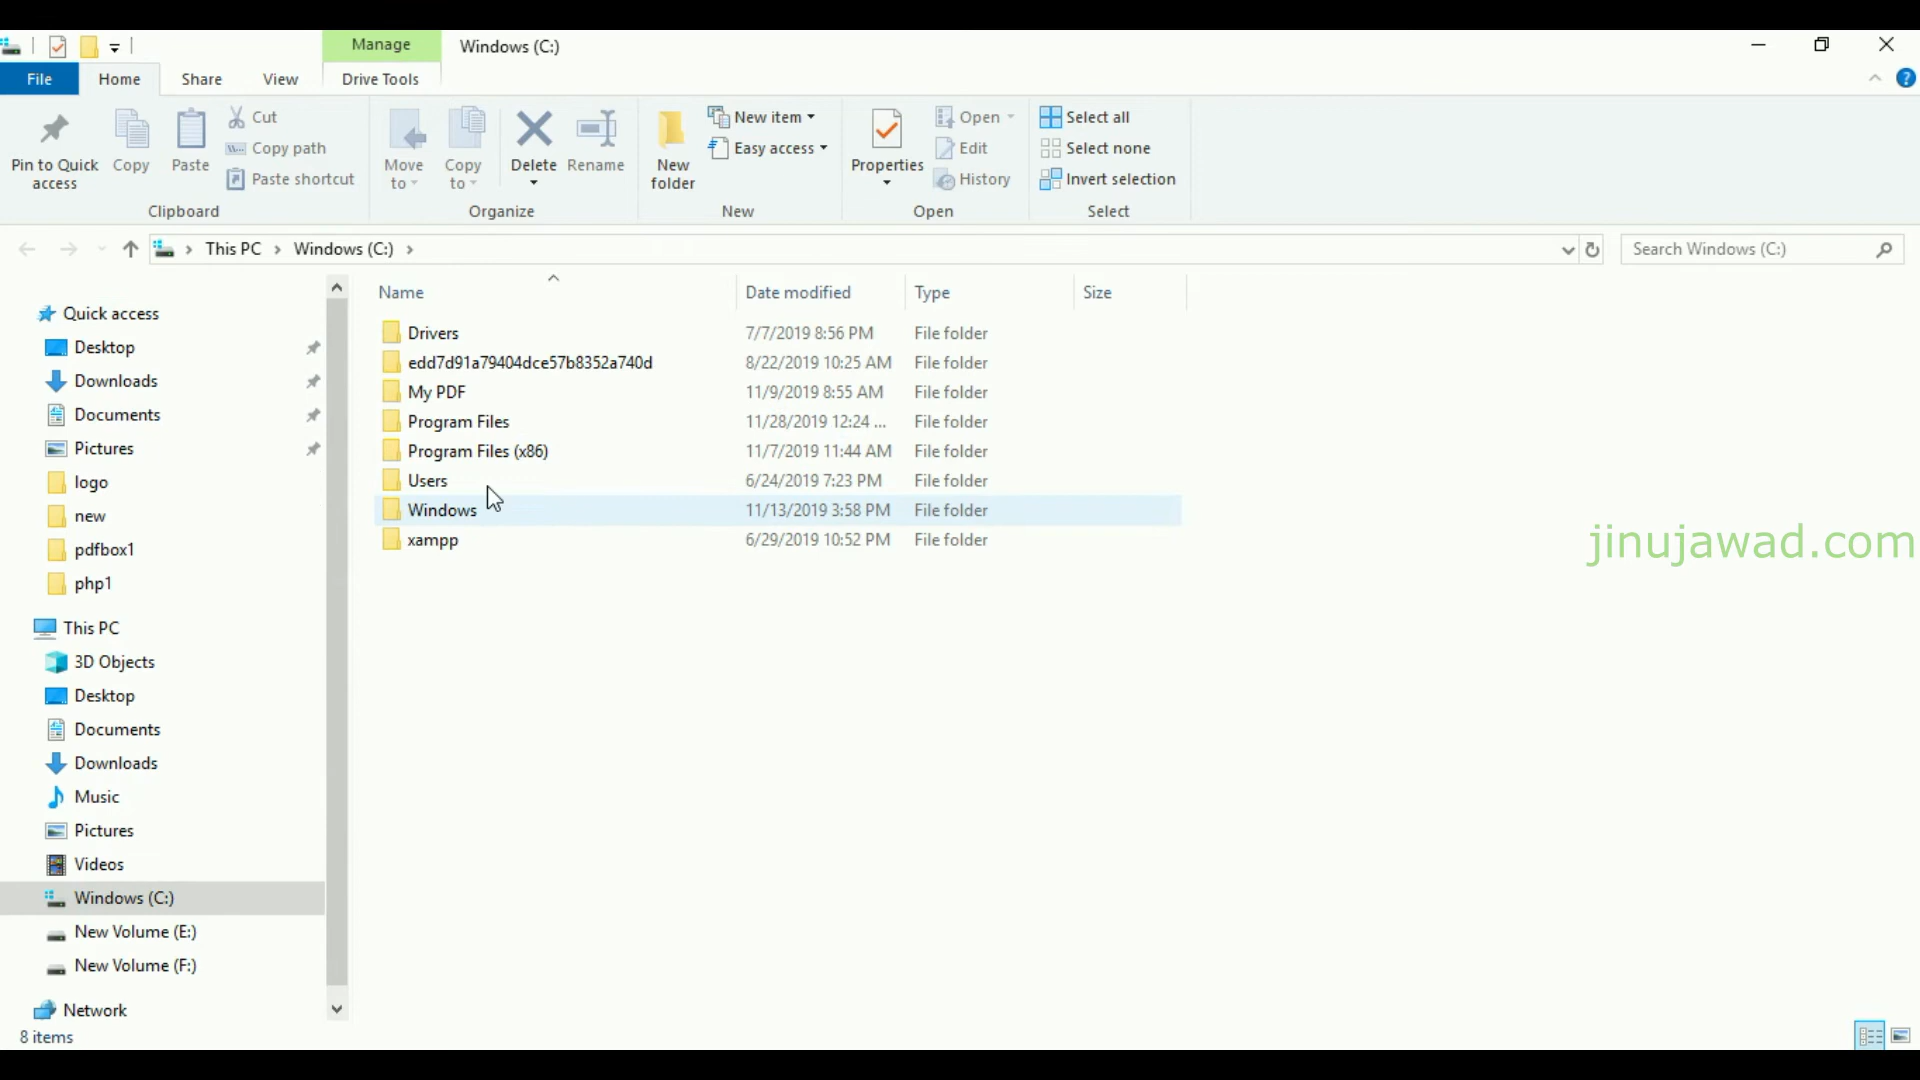 Manage Windows (C:)
File Home Share View Drive Tools
Pin to Quick access
Copy
Paste
Cut
Copy path
Paste shortcut
Clipboard
Move to
Copy to
Delete
Rename
Organize
New folder
New item
Easy access
New
Properties
Open
Edit
History
Open
Select all
Select none
Invert selection
Select
This PC > Windows (C:) >
Search Windows (C:)
Quick access
Desktop
Downloads
Documents
Pictures
logo
new
pdfbox1
php1
This PC
3D Objects
Desktop
Documents
Downloads
Music
Pictures
Videos
Windows (C:)
New Volume (E:)
New Volume (F:)
Network
Name Date modified Type Size
Drivers 7/7/2019 8:56 PM File folder
edd7d91a79404dce57b8352a740d 8/22/2019 10:25 AM File folder
My PDF 11/9/2019 8:55 AM File folder
Program Files 11/28/2019 12:24 ... File folder
Program Files (x86) 11/7/2019 11:44 AM File folder
Users 6/24/2019 7:23 PM File folder
Windows 11/13/2019 3:58 PM File folder
xampp 6/29/2019 10:52 PM File folder
jinujawad.com
8 items